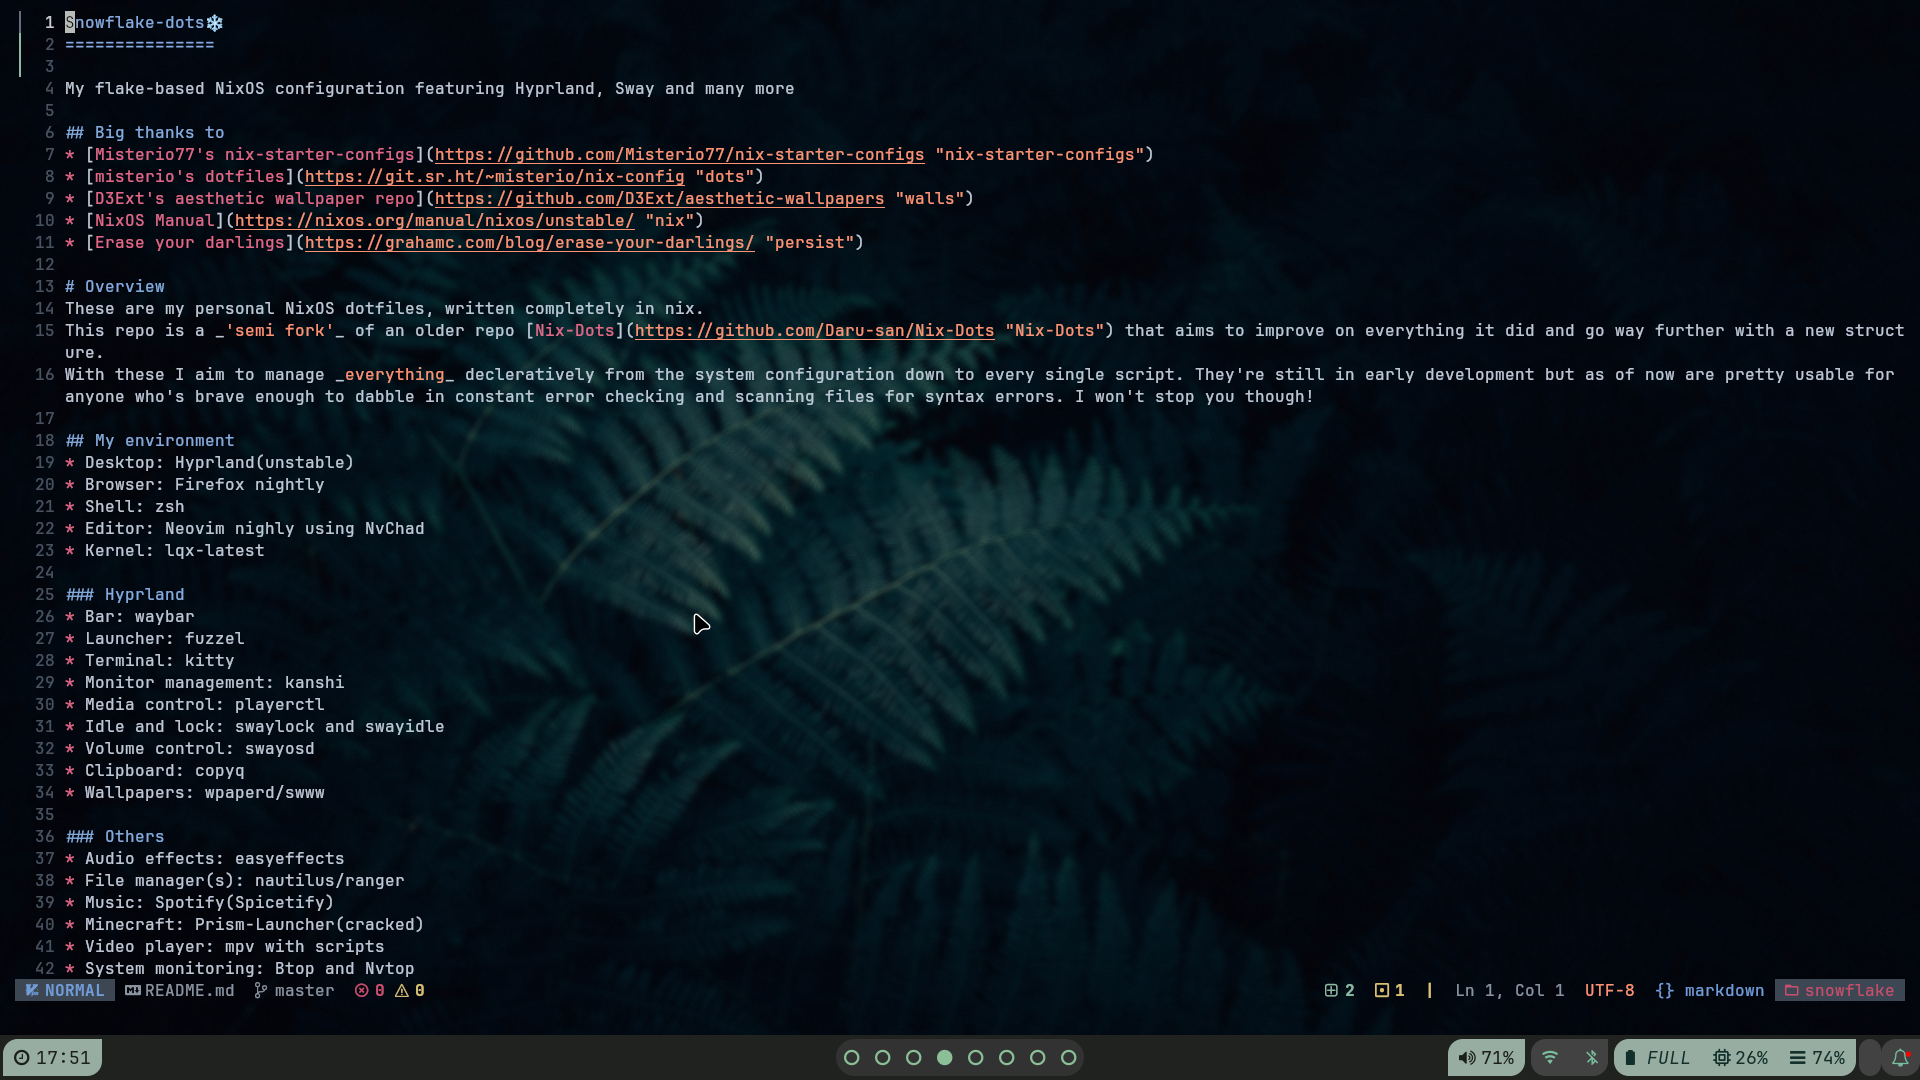 1 Snowflake-dots❄
2 ===============
3
4 My flake-based NixOS configuration featuring Hyprland, Sway and many more
5
6 ## Big thanks to
7 * [Misterio77's nix-starter-configs](https://github.com/Misterio77/nix-starter-configs "nix-starter-configs")
8 * [misterio's dotfiles](https://git.sr.ht/~misterio/nix-config "dots")
9 * [D3Ext's aesthetic wallpaper repo](https://github.com/D3Ext/aesthetic-wallpapers "walls")
10 * [NixOS Manual](https://nixos.org/manual/nixos/unstable/ "nix")
11 * [Erase your darlings](https://grahamc.com/blog/erase-your-darlings/ "persist")
12
13 # Overview
14 These are my personal NixOS dotfiles, written completely in nix.
15 This repo is a _'semi fork'_ of an older repo [Nix-Dots](https://github.com/Daru-san/Nix-Dots "Nix-Dots") that aims to improve on everything it did and go way further with a new struct
ure.
16 With these I aim to manage _everything_ decleratively from the system configuration down to every single script. They're still in early development but as of now are pretty usable for
anyone who's brave enough to dabble in constant error checking and scanning files for syntax errors. I won't stop you though!
17
18 ## My environment
19 * Desktop: Hyprland(unstable)
20 * Browser: Firefox nightly
21 * Shell: zsh
22 * Editor: Neovim nighly using NvChad
23 * Kernel: lqx-latest
24
25 ### Hyprland
26 * Bar: waybar
27 * Launcher: fuzzel
28 * Terminal: kitty
29 * Monitor management: kanshi
30 * Media control: playerctl
31 * Idle and lock: swaylock and swayidle
32 * Volume control: swayosd
33 * Clipboard: copyq
34 * Wallpapers: wpaperd/swww
35
36 ### Others
37 * Audio effects: easyeffects
38 * File manager(s): nautilus/ranger
39 * Music: Spotify(Spicetify)
40 * Minecraft: Prism-Launcher(cracked)
41 * Video player: mpv with scripts
42 * System monitoring: Btop and Nvtop
NORMAL README.md master 0 0 2 1 | Ln 1, Col 1 UTF-8 {} markdown snowflake
17:51 71% FULL 26% 74%